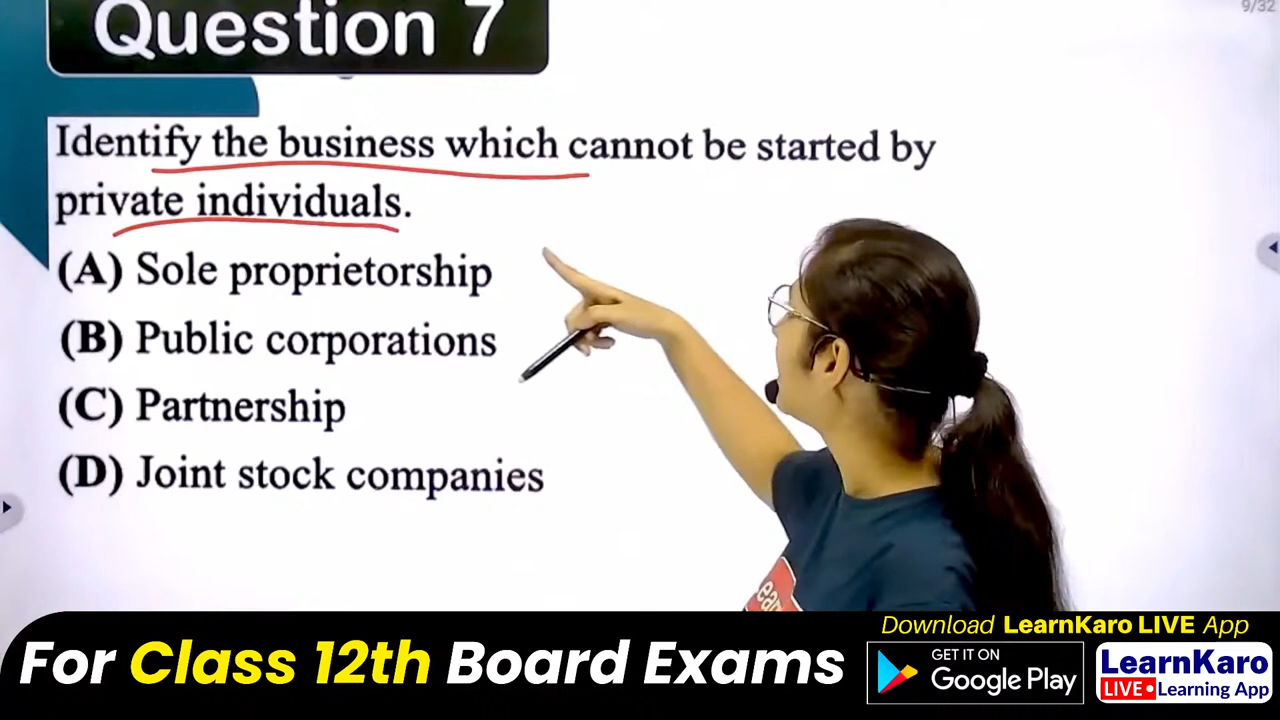 Question 7
9/32
Identify the business which cannot be started by
private individuals.
(A) Sole proprietorship
(B) Public corporations
(C) Partnership
(D) Joint stock companies
For Class 12th Board Exams
Download LearnKaro LIVE App
GET IT ON
Google Play
LearnKaro
LIVE Learning App